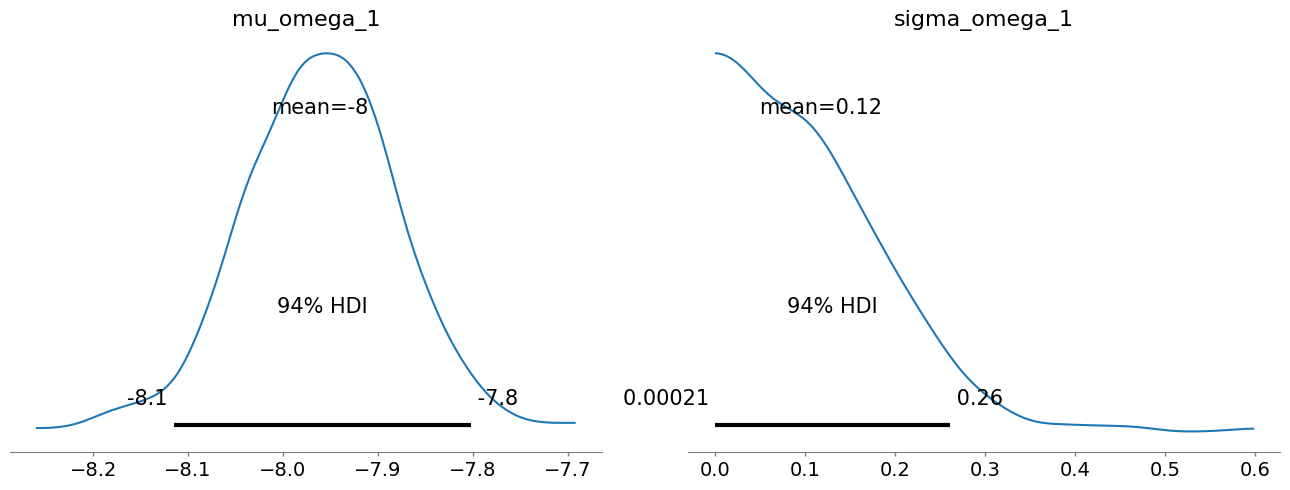 mu_omega_1
mean=-8
94% HDI
-8.1
-7.8
−8.2 −8.1 −8.0 −7.9 −7.8 −7.7
sigma_omega_1
mean=0.12
94% HDI
0.00021
0.26
0.0 0.1 0.2 0.3 0.4 0.5 0.6